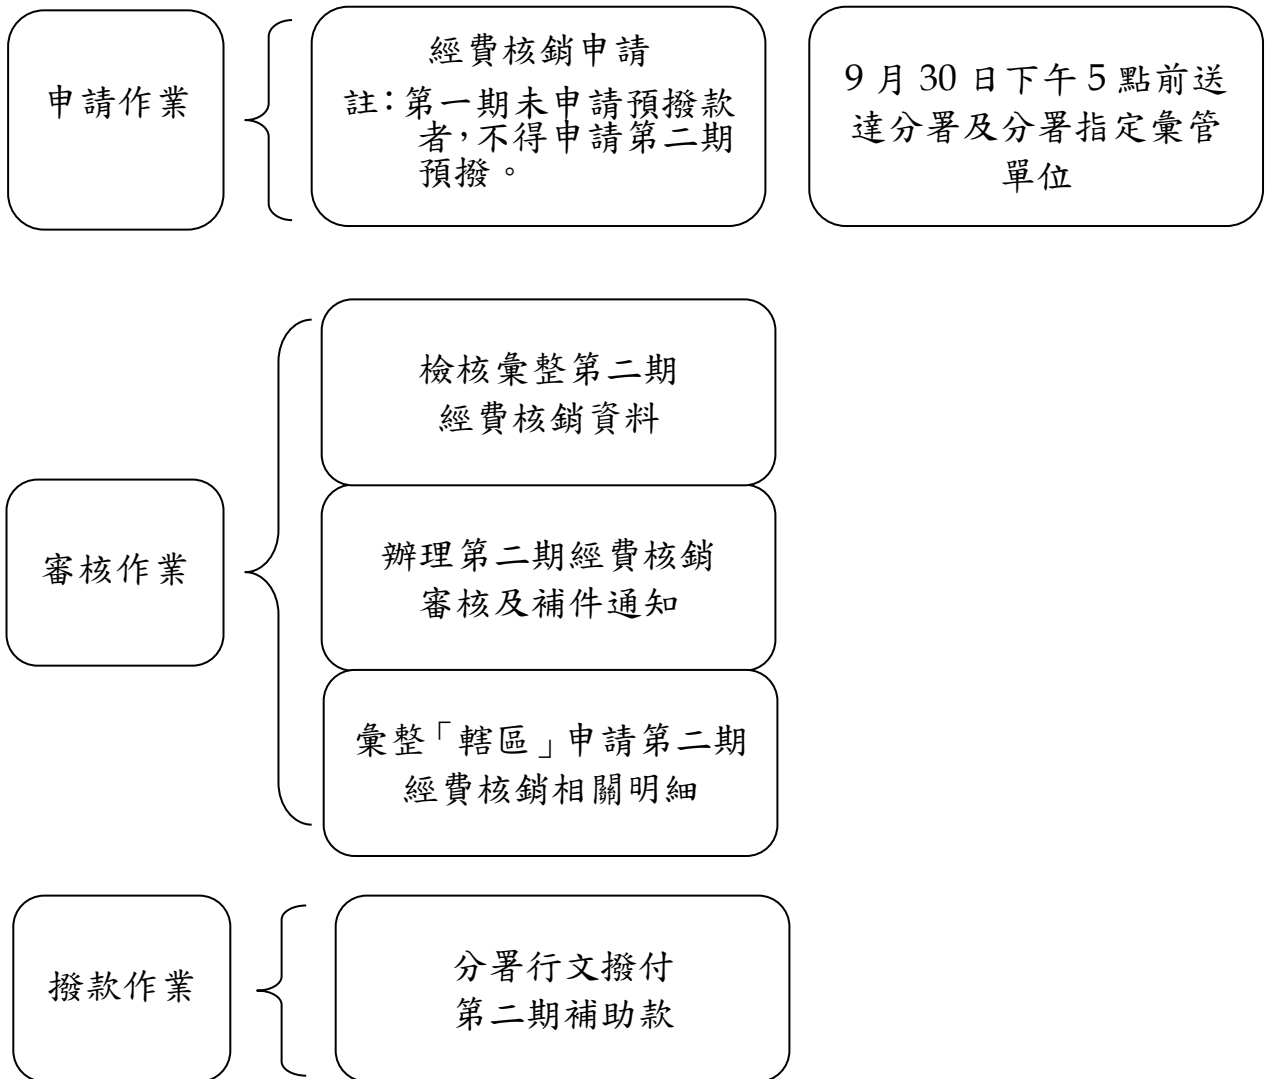 申請作業
經費核銷申請
註：第一期未申請預撥款
者，不得申請第二期
預撥。
9 月 30 日下午 5 點前送
達分署及分署指定彙管
單位
審核作業
檢核彙整第二期
經費核銷資料
辦理第二期經費核銷
審核及補件通知
彙整「轄區」申請第二期
經費核銷相關明細
撥款作業
分署行文撥付
第二期補助款